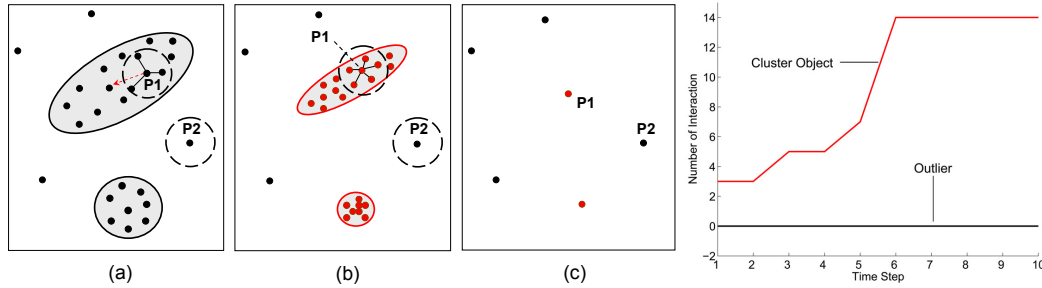 P1
P2
(a)
P1
P2
(b)
P1
P2
(c)
Number of Interaction
14
12
10
8
6
4
2
0
−2
Cluster Object
Outlier
1 2 3 4 5 6 7 8 9 10
Time Step